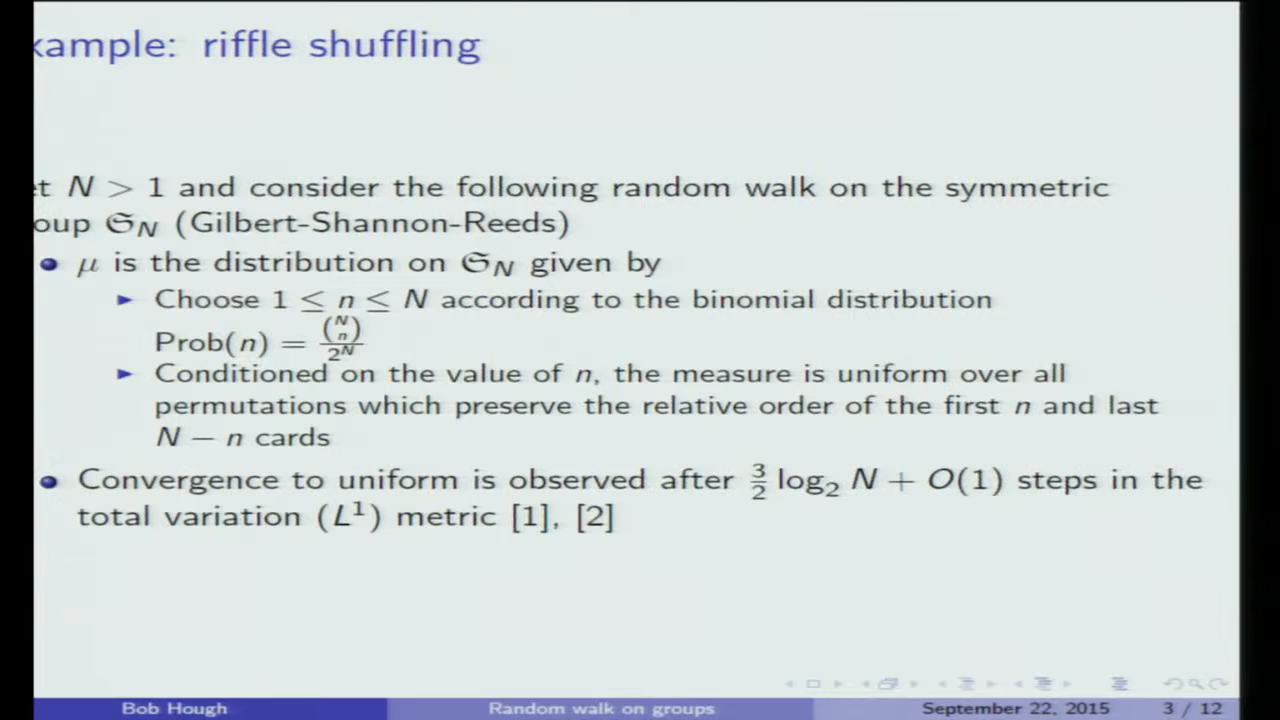 xample: riffle shuffling
et N > 1 and consider the following random walk on the symmetric
oup 𝔖_N (Gilbert-Shannon-Reeds)
• μ is the distribution on 𝔖_N given by
▶ Choose 1 ≤ n ≤ N according to the binomial distribution
Prob(n) = \frac{\binom{N}{n}}{2^N}
▶ Conditioned on the value of n, the measure is uniform over all
permutations which preserve the relative order of the first n and last
N − n cards
• Convergence to uniform is observed after \frac{3}{2} log₂ N + O(1) steps in the
total variation (L¹) metric [1], [2]
Bob Hough Random walk on groups September 22, 2015 3 / 12